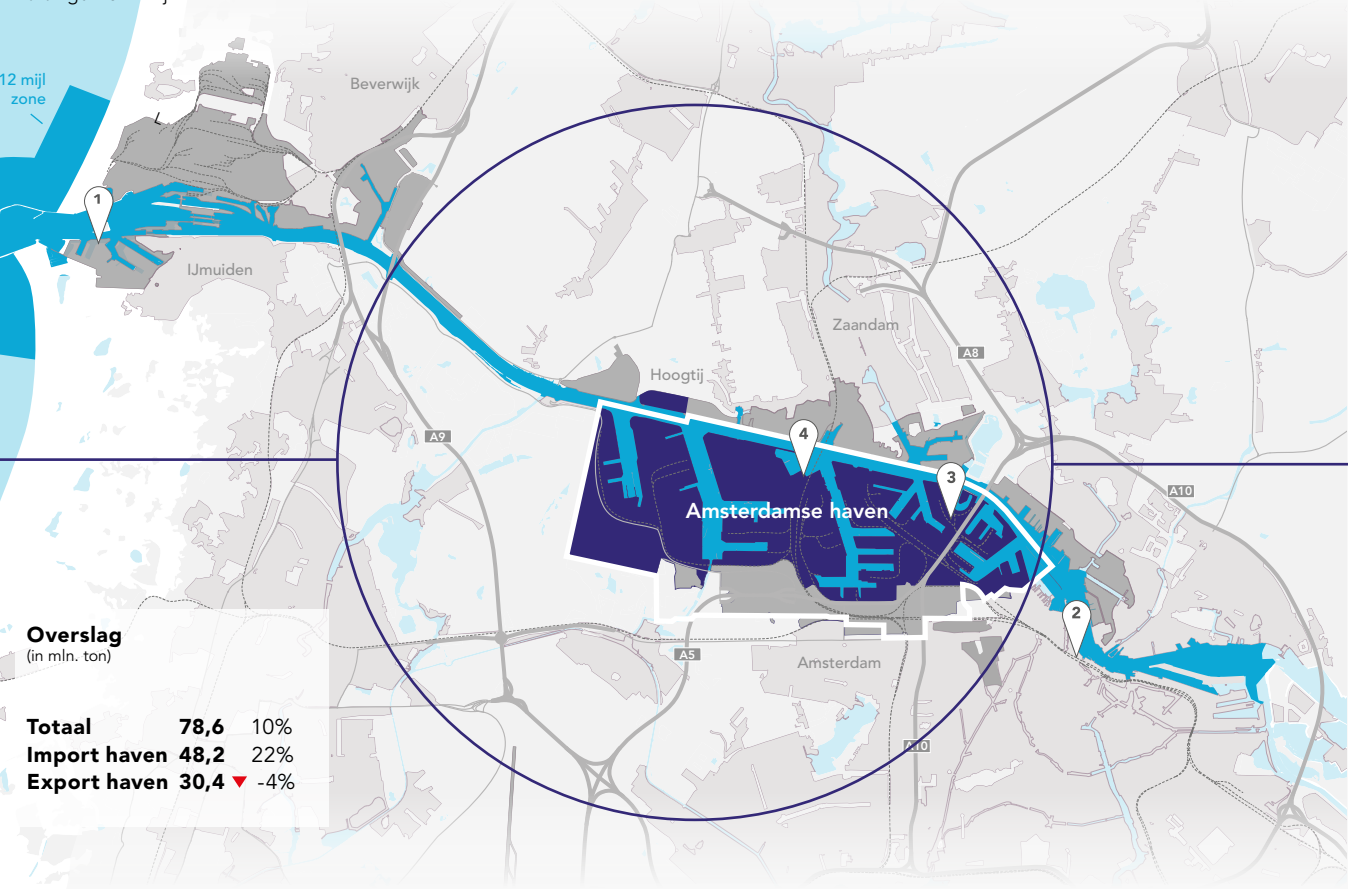 12 mijl
zone
Beverwijk
1
IJmuiden
Zaandam
A8
Hoogtij
A9
4
3
A10
Amsterdamse haven
2
A5
Amsterdam
A10
Overslag
(in mln. ton)
Totaal 78,6 10%
Import haven 48,2 22%
Export haven 30,4 ▼ -4%